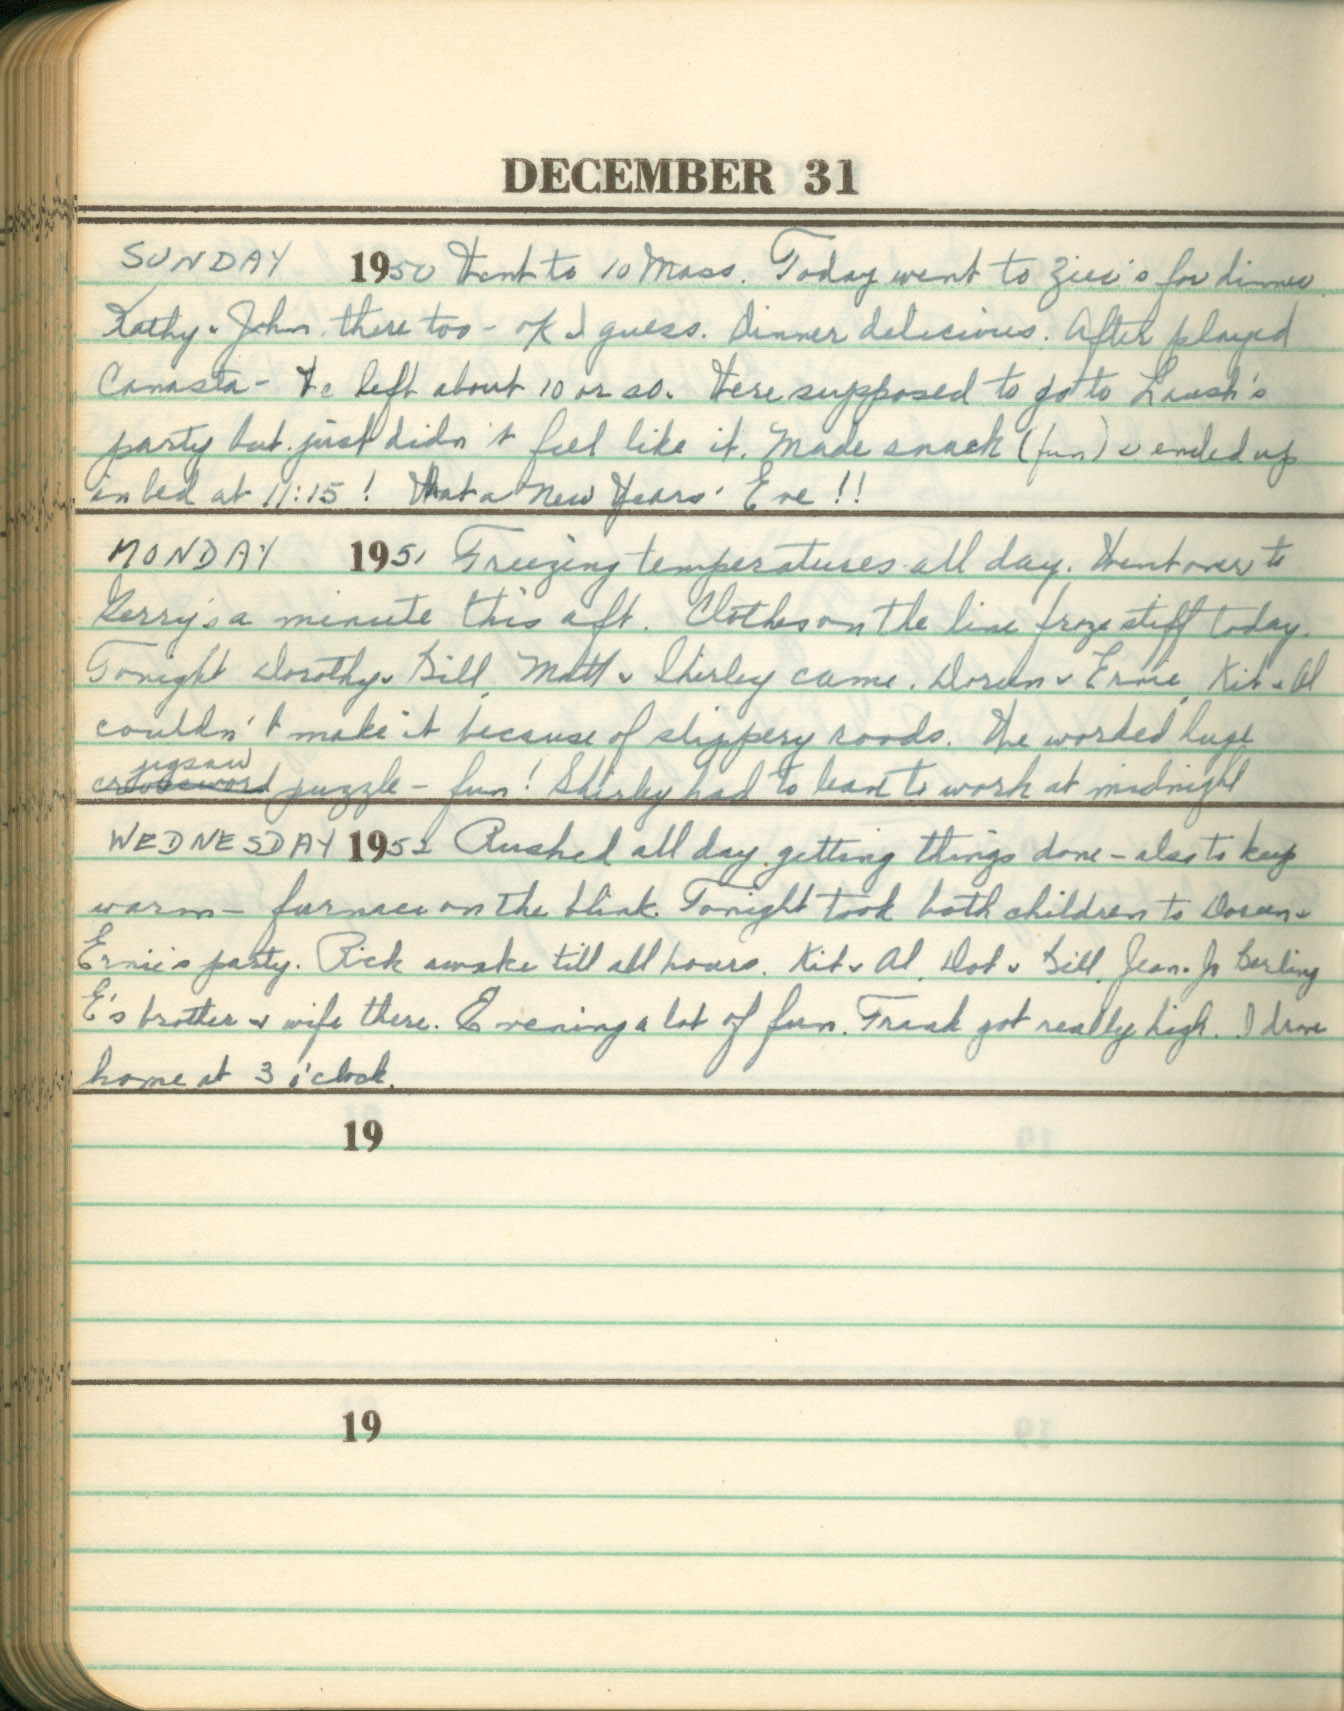 DECEMBER 31
SUNDAY 1950 Went to 10 Mass. Today went to for dinner
Kathy & John there too - ok I guess. Dinner delicious. After played
Canasta - We left about 10 or so. Were supposed to go to
party but just didn't feel like it. Made snack (fun) & ended up
in bed at 11:15! What a New Years' Eve!!
MONDAY 1951 Freezing temperatures all day. Went over to
Gerry's a minute this aft. Clothes on the line froze stiff today.
Tonight Dorothy & Bill, Matt & Shirley came. Doreen & Ernie, Kit & Al
couldn't make it because of slippery roads. We worked huge
jigsaw
crossword puzzle - fun! Shirley had to leave to work at midnight
WEDNESDAY 1952 Rushed all day getting things done - also to keep
warm - furnace on the blink. Tonight took both children to Doreen &
Ernie's party. Rick awake till all hours. Kit & Al, Dot & Bill, Jean & Jr
E's brother & wife there. Evening a lot of fun. Frank got really high. I drove
home at 3 o'clock.
19
19